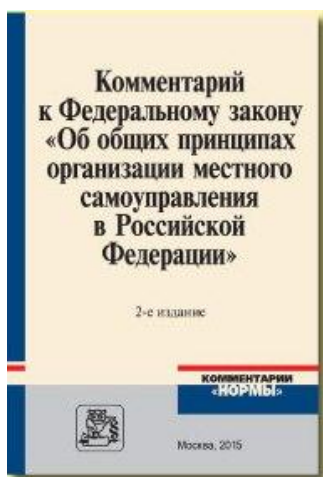 Комментарий
к Федеральному закону
«Об общих принципах
организации местного
самоуправления
в Российской
Федерации»
2-е издание
КОММЕНТАРИИ
«НОРМЫ»
Москва, 2015